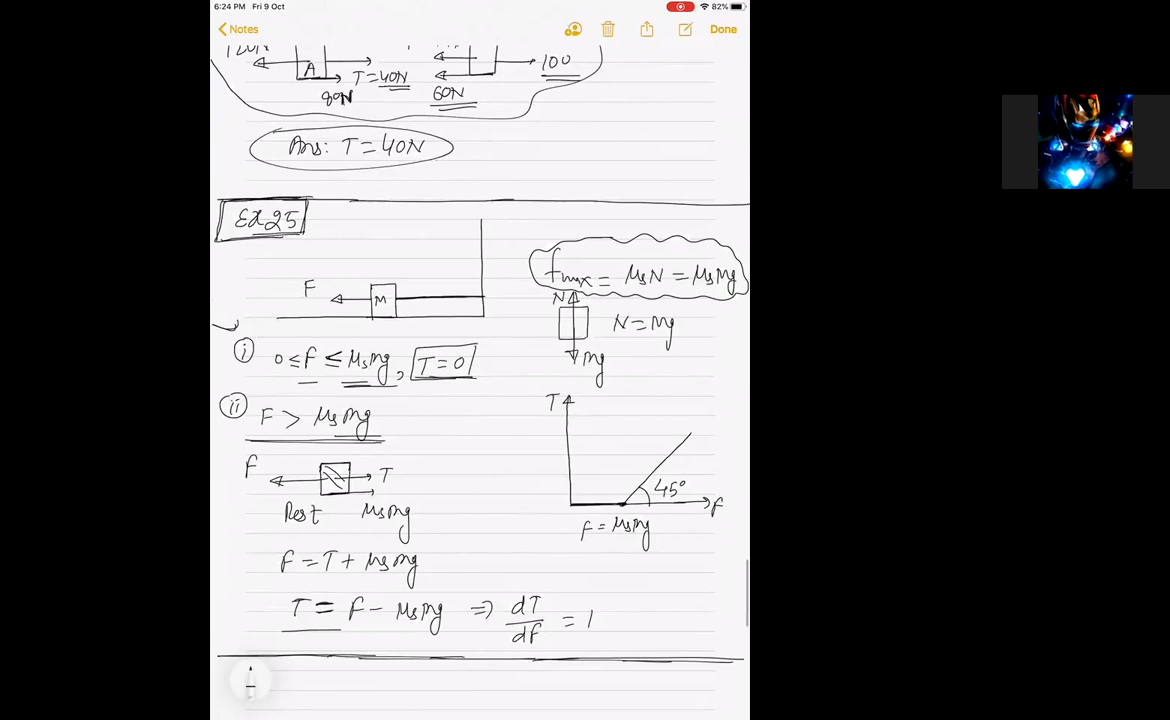 6:24 PM Fri 9 Oct
82%
Notes
Done
120N
A
T=40N
90N
60N
100
Ans: T=40N
Ex25
F
M
fmax = μsN = μsMg
N
N=Mg
Mg
i 0 ≤ F ≤ μsMg, T=0
ii F > μsMg
F
T
Rest
μsMg
T
45°
F
F = μsMg
F = T + μsMg
T = F - μsMg ⇒ dT/dF = 1